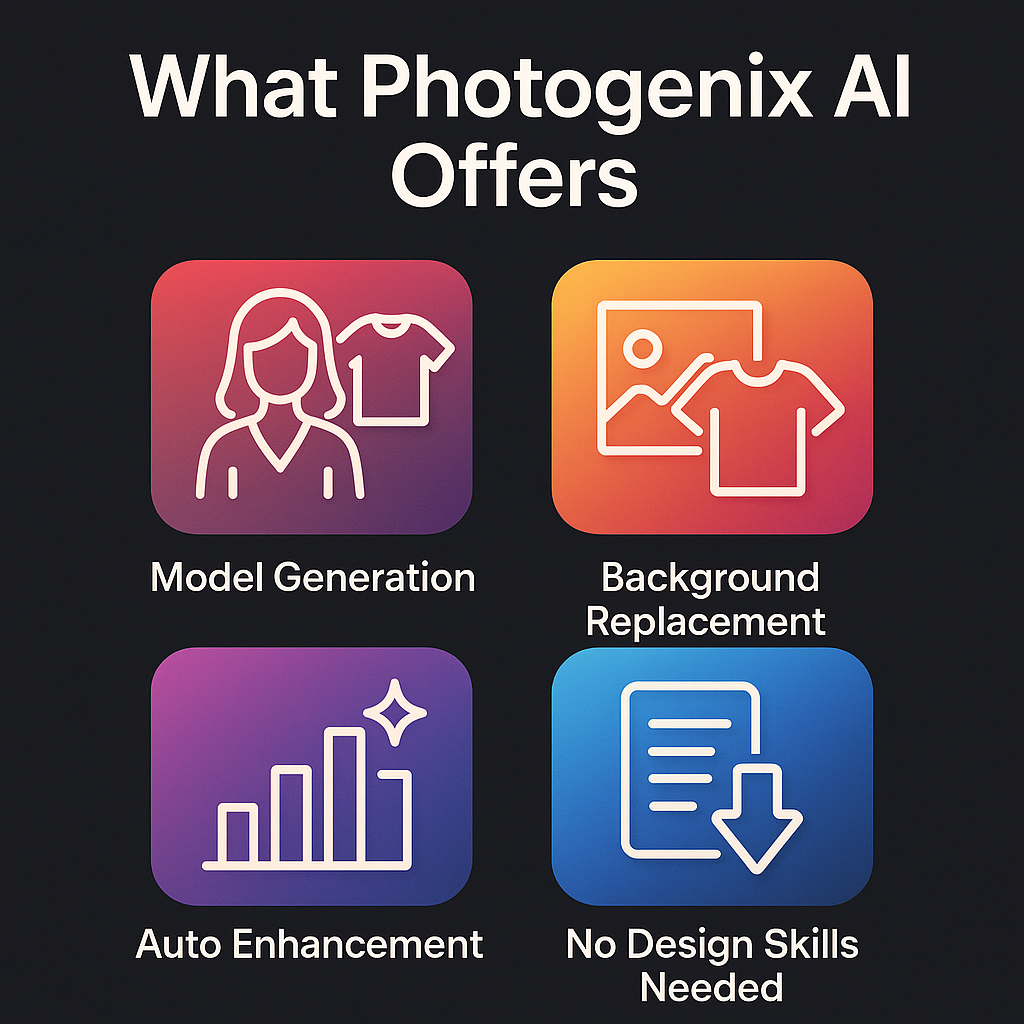 What Photogenix AI
Offers
Model Generation
Background
Replacement
Auto Enhancement
No Design Skills
Needed